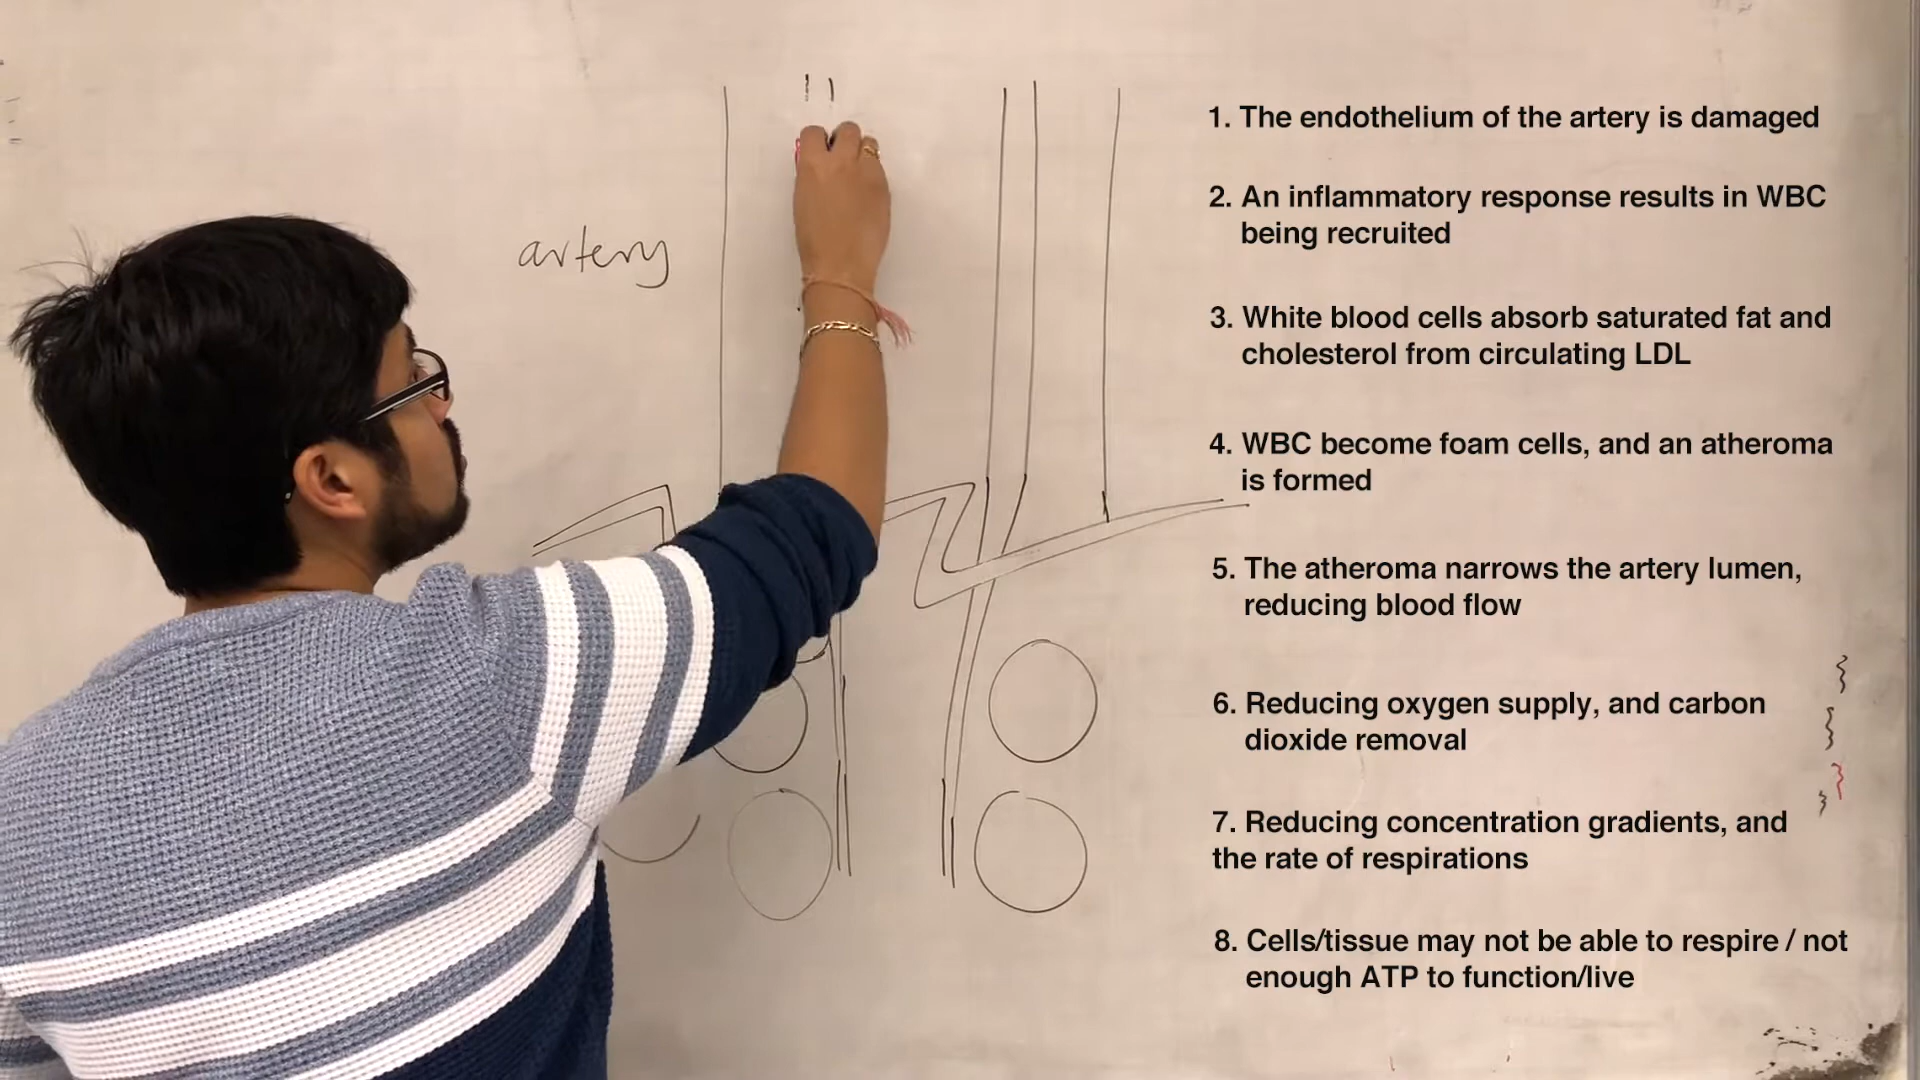 artery
1. The endothelium of the artery is damaged
2. An inflammatory response results in WBC
being recruited
3. White blood cells absorb saturated fat and
cholesterol from circulating LDL
4. WBC become foam cells, and an atheroma
is formed
5. The atheroma narrows the artery lumen,
reducing blood flow
6. Reducing oxygen supply, and carbon
dioxide removal
7. Reducing concentration gradients, and
the rate of respirations
8. Cells/tissue may not be able to respire / not
enough ATP to function/live